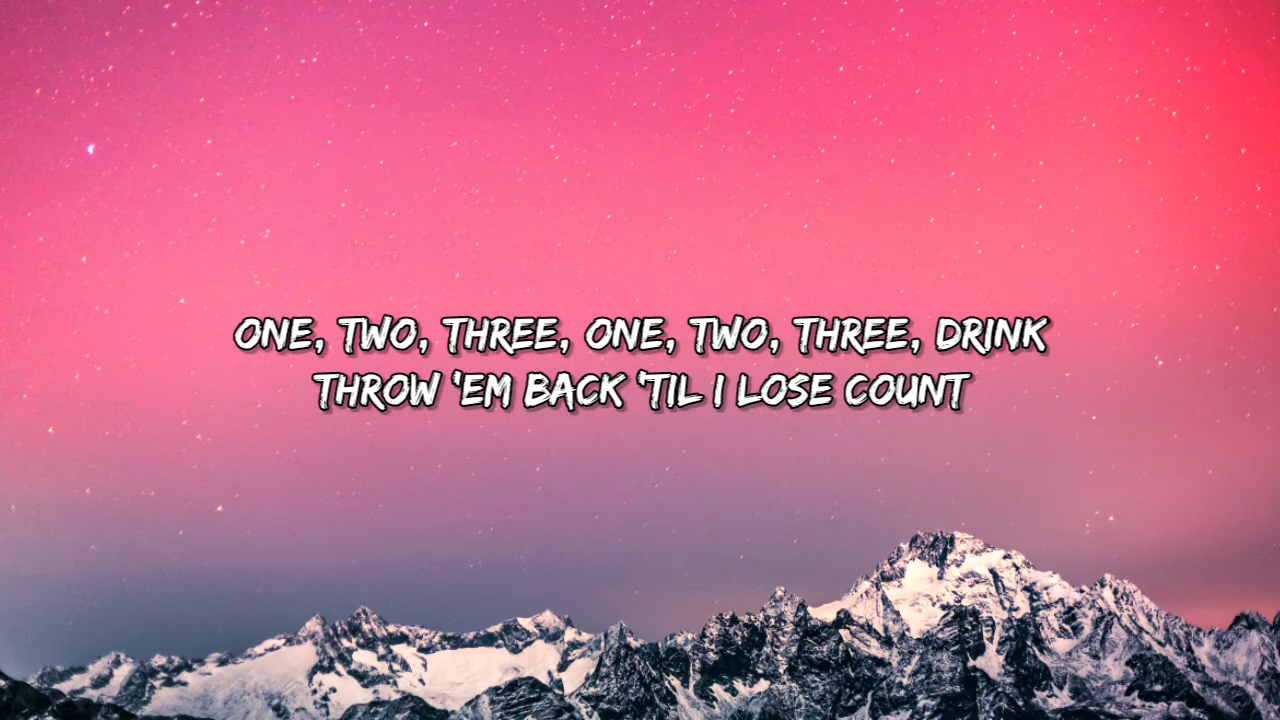 ONE, TWO, THREE, ONE, TWO, THREE, DRINK
THROW 'EM BACK 'TIL I LOSE COUNT